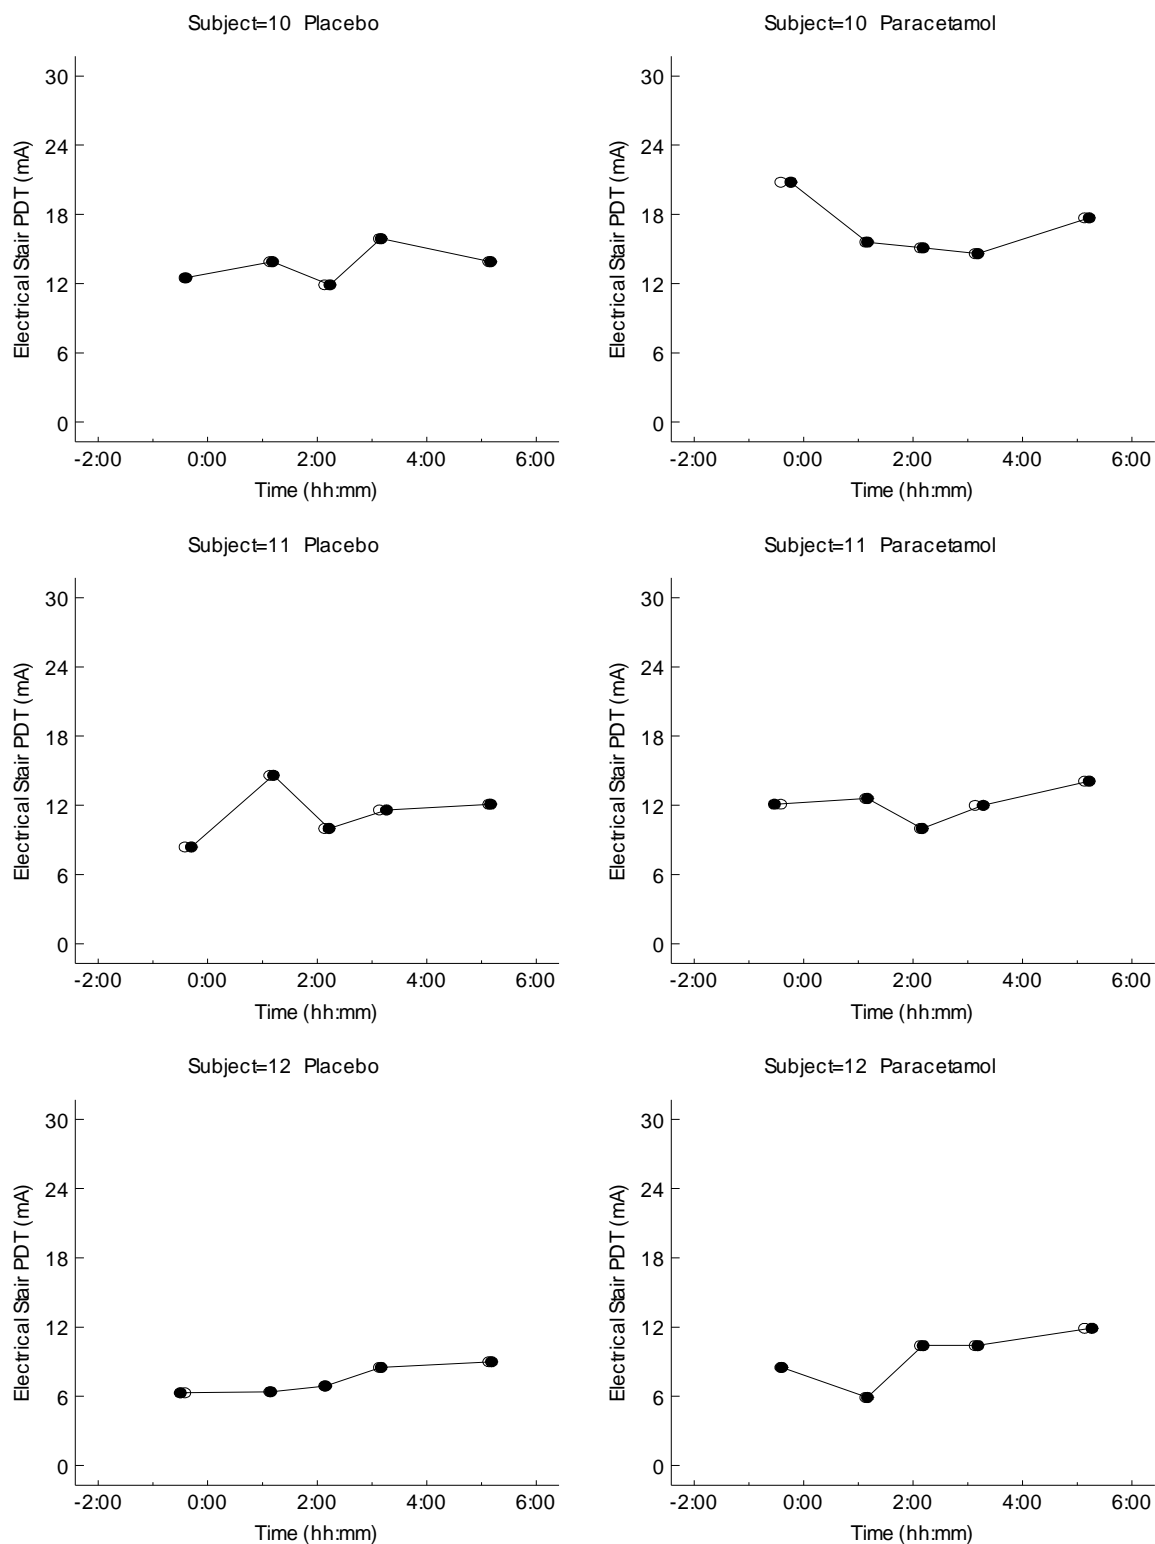 Subject=10 Placebo
Electrical Stair PDT (mA)
30
24
18
12
6
0
-2:00 0:00 2:00 4:00 6:00
Time (hh:mm)
Subject=10 Paracetamol
Electrical Stair PDT (mA)
30
24
18
12
6
0
-2:00 0:00 2:00 4:00 6:00
Time (hh:mm)
Subject=11 Placebo
Electrical Stair PDT (mA)
30
24
18
12
6
0
-2:00 0:00 2:00 4:00 6:00
Time (hh:mm)
Subject=11 Paracetamol
Electrical Stair PDT (mA)
30
24
18
12
6
0
-2:00 0:00 2:00 4:00 6:00
Time (hh:mm)
Subject=12 Placebo
Electrical Stair PDT (mA)
30
24
18
12
6
0
-2:00 0:00 2:00 4:00 6:00
Time (hh:mm)
Subject=12 Paracetamol
Electrical Stair PDT (mA)
30
24
18
12
6
0
-2:00 0:00 2:00 4:00 6:00
Time (hh:mm)